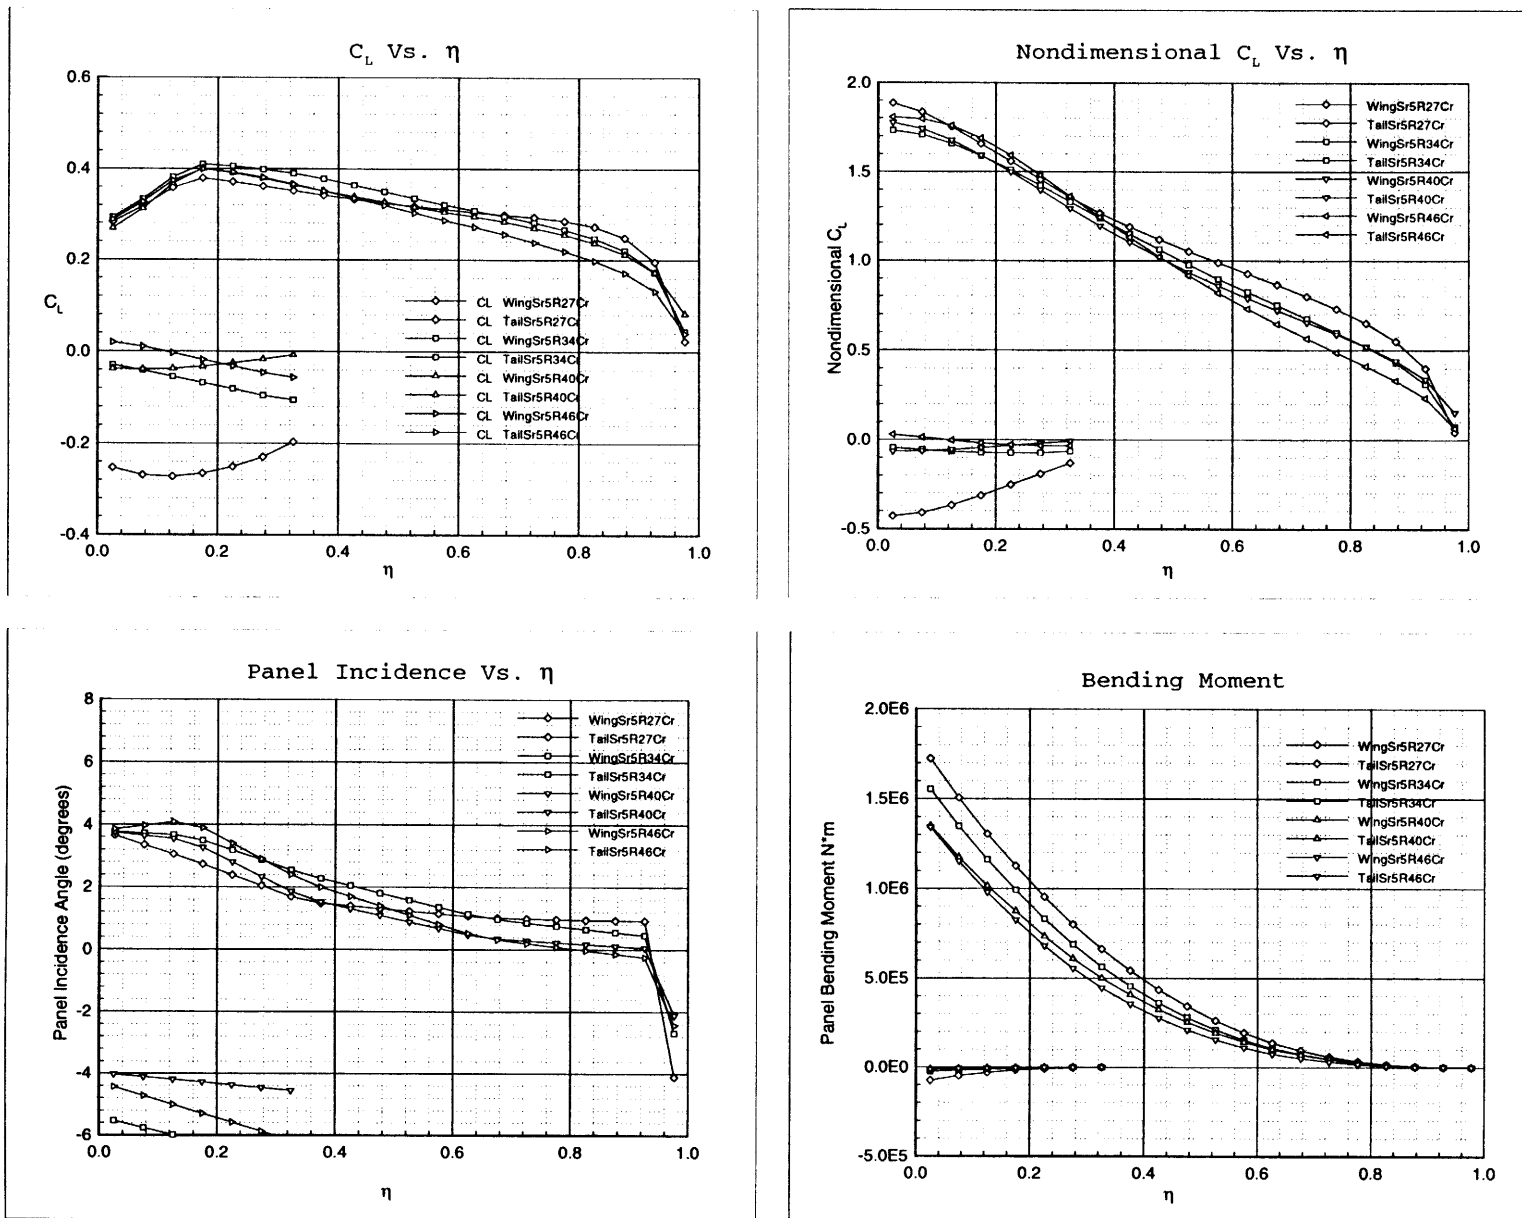 C_L Vs. η
0.6
0.4
0.2
C_L
0.0
-0.2
-0.4
0.0 0.2 0.4 0.6 0.8 1.0
η
CL WingSr5R27Cr
CL TailSr5R27Cr
CL WingSr5R34Cr
CL TailSr5R34Cr
CL WingSr5R40Cr
CL TailSr5R40Cr
CL WingSr5R46Cr
CL TailSr5R46Cr
Nondimensional C_L Vs. η
2.0
1.5
1.0
0.5
0.0
-0.5
Nondimensional C_L
0.0 0.2 0.4 0.6 0.8 1.0
η
WingSr5R27Cr
TailSr5R27Cr
WingSr5R34Cr
TailSr5R34Cr
WingSr5R40Cr
TailSr5R40Cr
WingSr5R46Cr
TailSr5R46Cr
Panel Incidence Vs. η
8
6
4
2
0
-2
-4
-6
Panel Incidence Angle (degrees)
0.0 0.2 0.4 0.6 0.8 1.0
η
WingSr5R27Cr
TailSr5R27Cr
WingSr5R34Cr
TailSr5R34Cr
WingSr5R40Cr
TailSr5R40Cr
WingSr5R46Cr
TailSr5R46Cr
Bending Moment
2.0E6
1.5E6
1.0E6
5.0E5
0.0E0
-5.0E5
Panel Bending Moment N*m
0.0 0.2 0.4 0.6 0.8 1.0
η
WingSr5R27Cr
TailSr5R27Cr
WingSr5R34Cr
TailSr5R34Cr
WingSr5R40Cr
TailSr5R40Cr
WingSr5R46Cr
TailSr5R46Cr